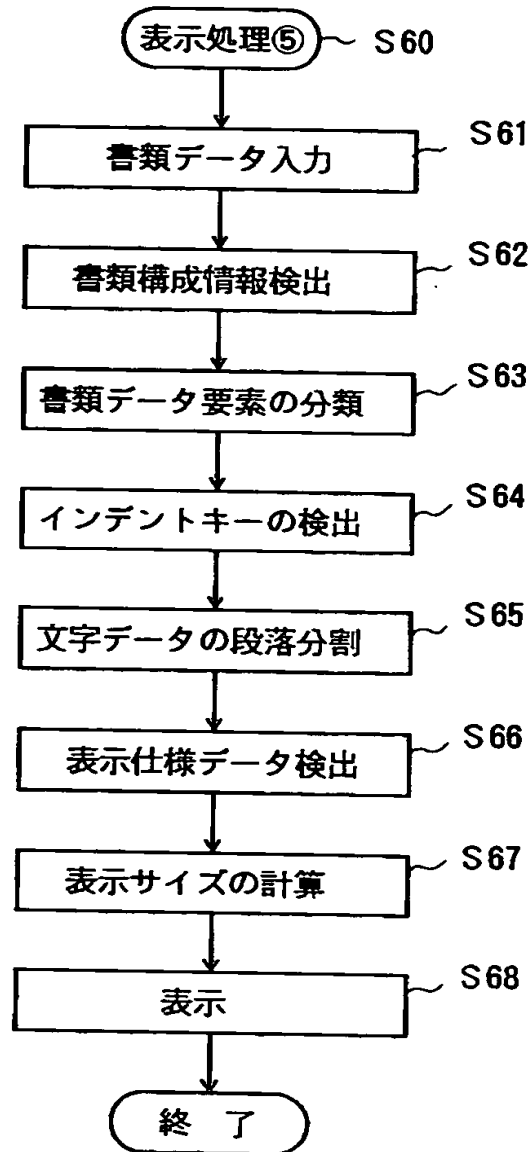 表示処理⑤ S60
書類データ入力 S61
書類構成情報検出 S62
書類データ要素の分類 S63
インデントキーの検出 S64
文字データの段落分割 S65
表示仕様データ検出 S66
表示サイズの計算 S67
表示 S68
終 了